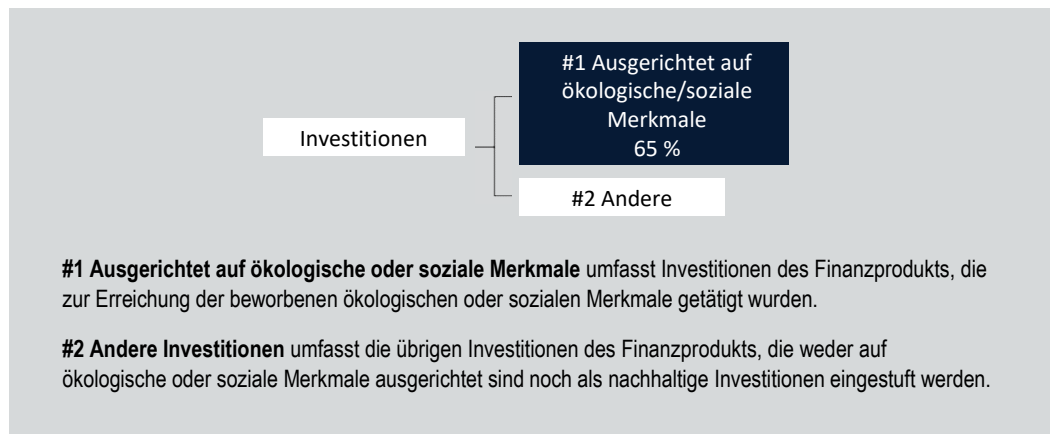 #1 Ausgerichtet auf
ökologische/soziale
Merkmale
65 %
Investitionen
#2 Andere
#1 Ausgerichtet auf ökologische oder soziale Merkmale umfasst Investitionen des Finanzprodukts, die
zur Erreichung der beworbenen ökologischen oder sozialen Merkmale getätigt wurden.
#2 Andere Investitionen umfasst die übrigen Investitionen des Finanzprodukts, die weder auf
ökologische oder soziale Merkmale ausgerichtet sind noch als nachhaltige Investitionen eingestuft werden.